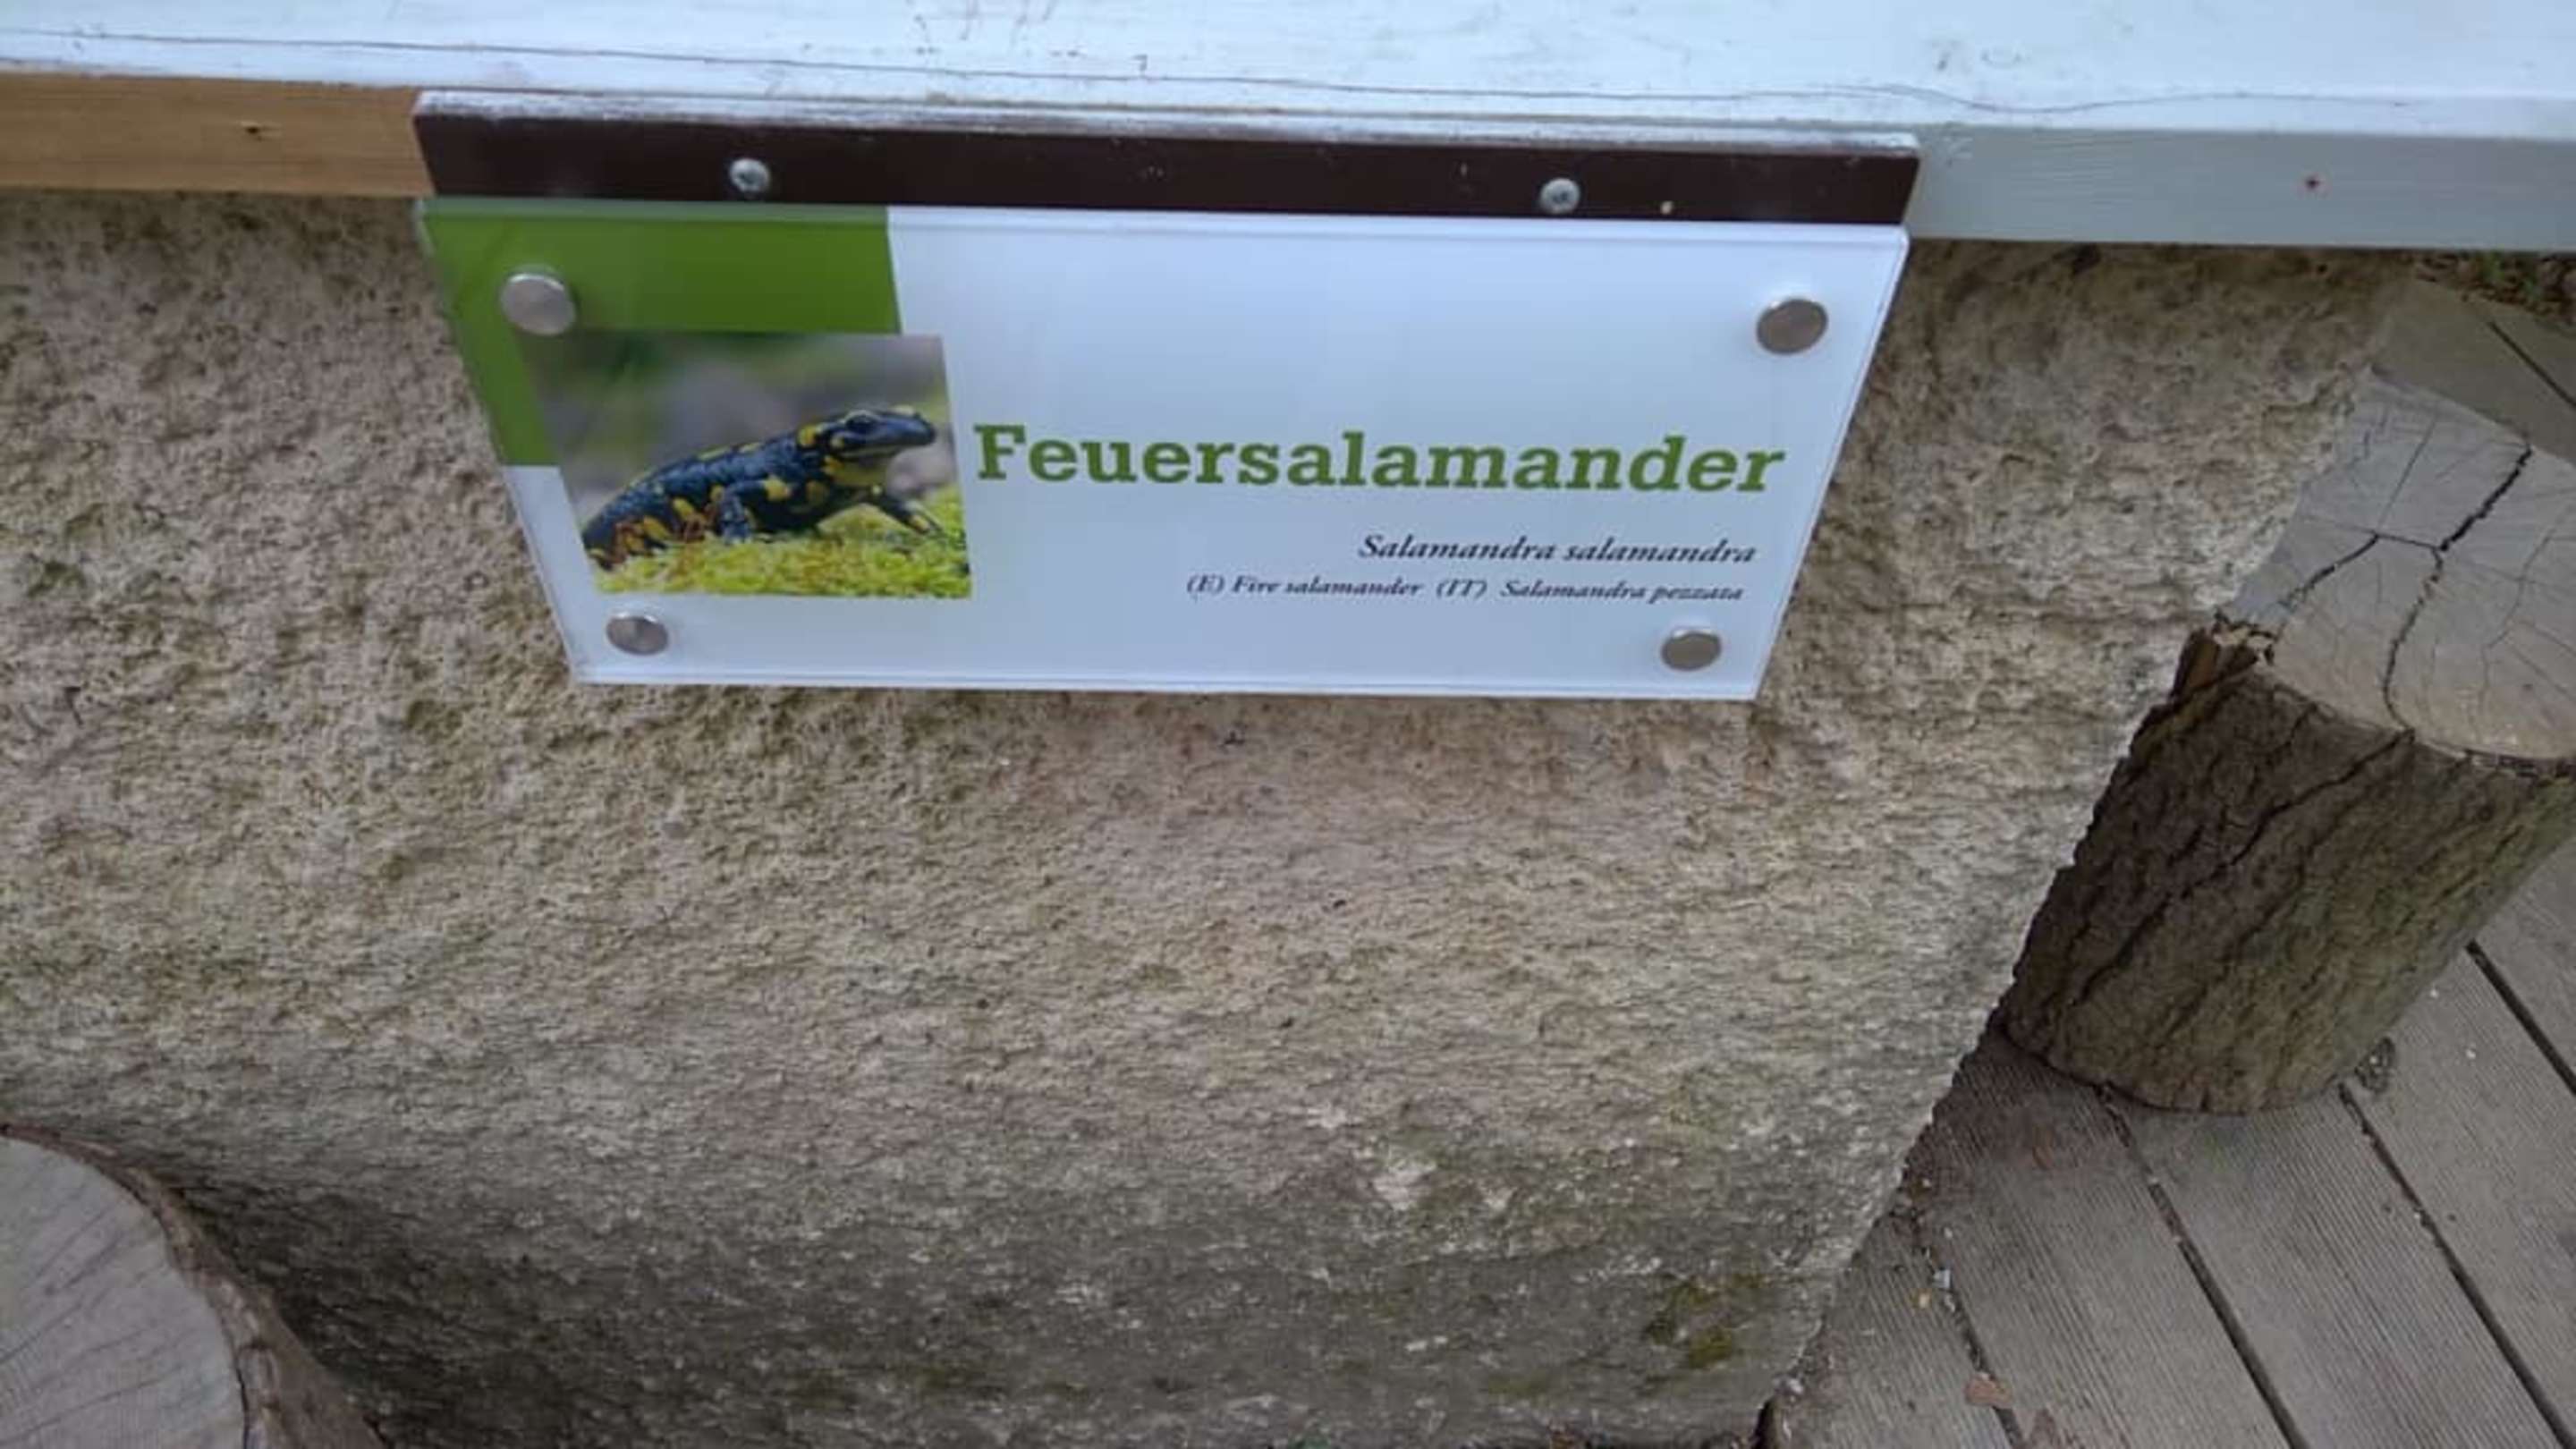 Feuersalamander
Salamandra salamandra
(E) Fire salamander (IT) Salamandra pezzata